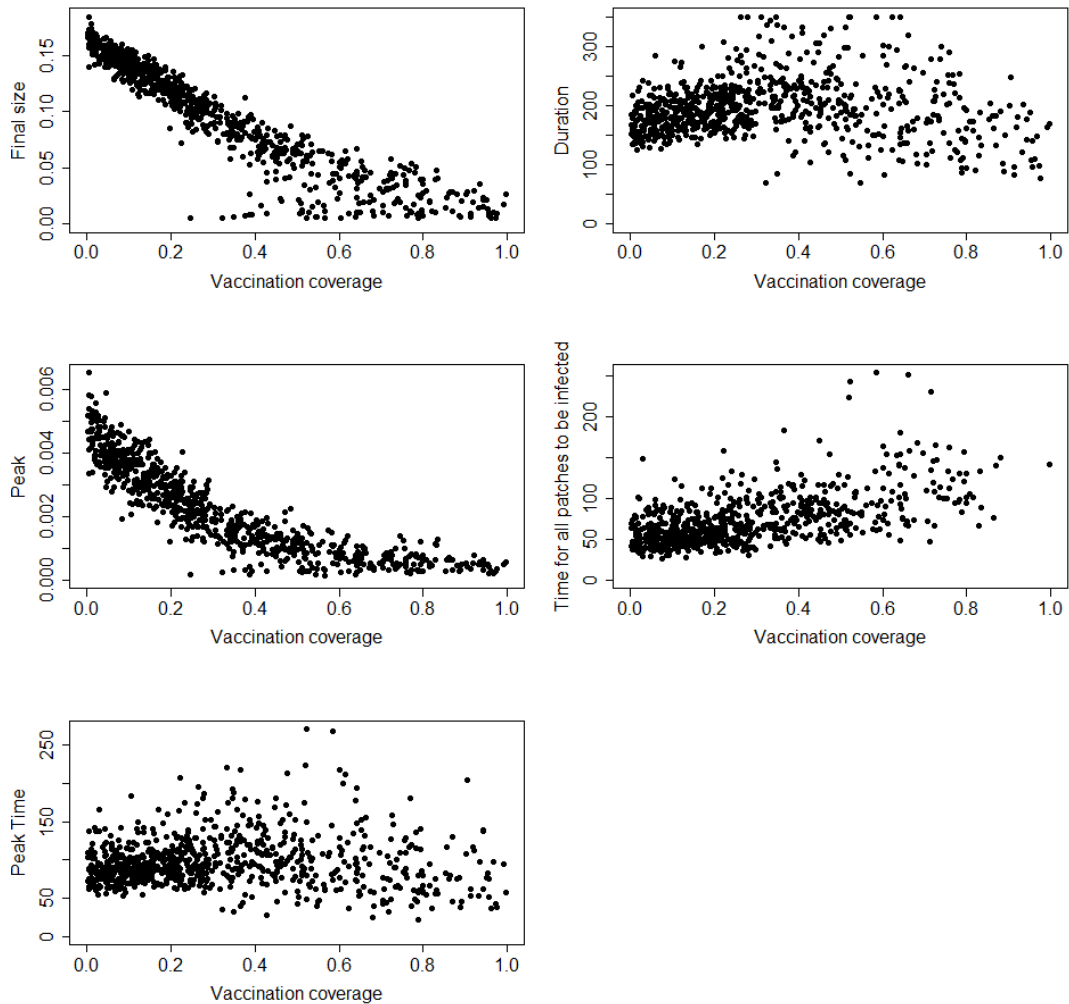 Final size
0.00 0.05 0.10 0.15
0.0 0.2 0.4 0.6 0.8 1.0
Vaccination coverage
Duration
0 100 200 300
0.0 0.2 0.4 0.6 0.8 1.0
Vaccination coverage
Peak
0.000 0.002 0.004 0.006
0.0 0.2 0.4 0.6 0.8 1.0
Vaccination coverage
Time for all patches to be infected
0 50 100 200
0.0 0.2 0.4 0.6 0.8 1.0
Vaccination coverage
Peak Time
0 50 150 250
0.0 0.2 0.4 0.6 0.8 1.0
Vaccination coverage